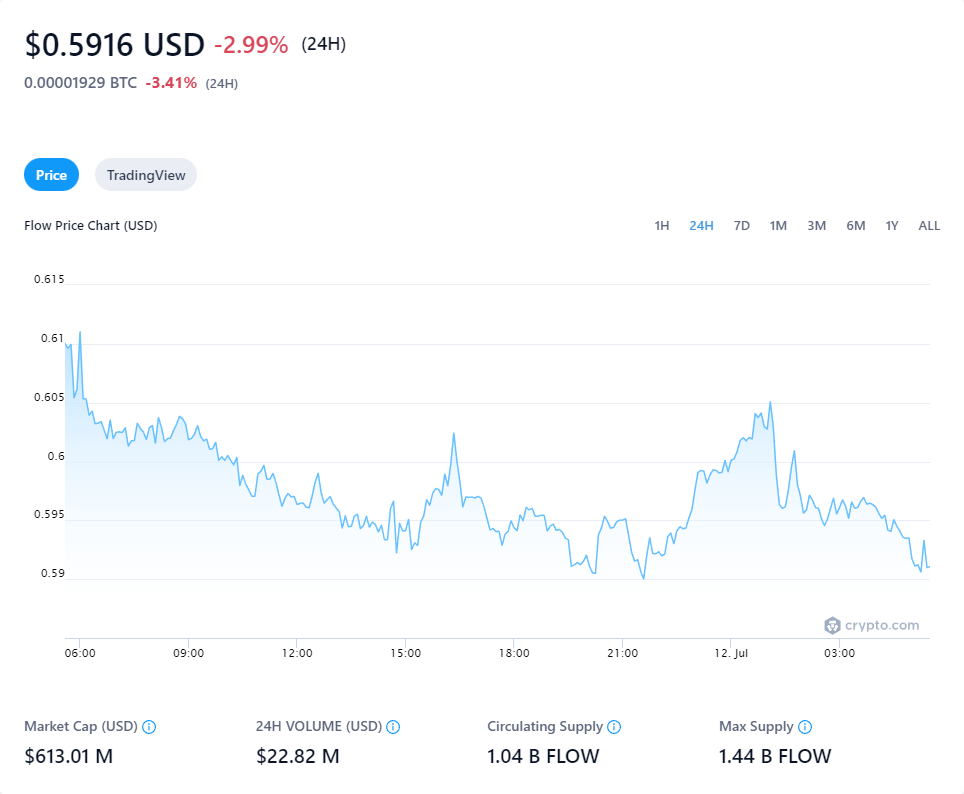 $0.5916 USD -2.99% (24H)
0.00001929 BTC -3.41% (24H)
Price TradingView
Flow Price Chart (USD) 1H 24H 7D 1M 3M 6M 1Y ALL
0.615
0.61
0.605
0.6
0.595
0.59
crypto.com
06:00 09:00 12:00 15:00 18:00 21:00 12. Jul 03:00
Market Cap (USD) 24H VOLUME (USD) Circulating Supply Max Supply
$613.01 M $22.82 M 1.04 B FLOW 1.44 B FLOW